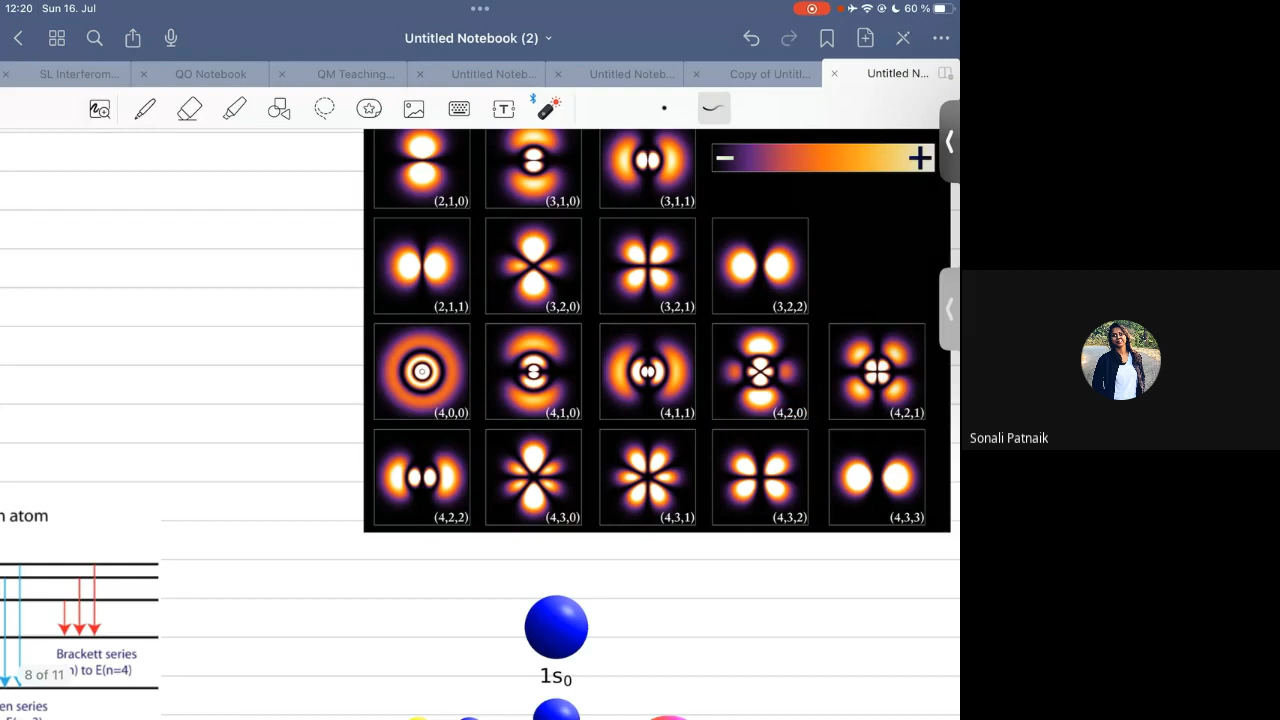 12:20 Sun 16. Jul
60 %
Untitled Notebook (2)
SL Interferom...
QO Notebook
QM Teaching...
Untitled Noteb...
Untitled Noteb...
Copy of Untitl...
Untitled N...
T
− +
(2,1,0) (3,1,0) (3,1,1)
(2,1,1) (3,2,0) (3,2,1) (3,2,2)
(4,0,0) (4,1,0) (4,1,1) (4,2,0) (4,2,1)
(4,2,2) (4,3,0) (4,3,1) (4,3,2) (4,3,3)
Sonali Patnaik
n atom
Brackett series
n) to E(n=4)
8 of 11
en series
1s₀